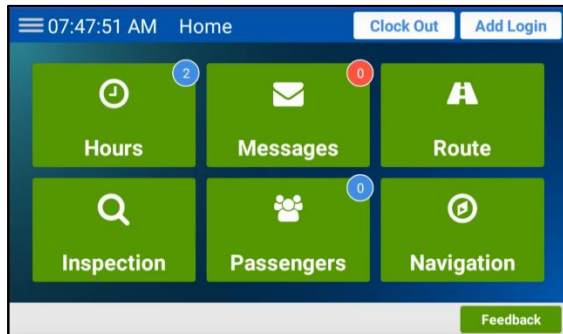 07:47:51 AM Home Clock Out Add Login
2 0
Hours Messages Route
0
Inspection Passengers Navigation
Feedback